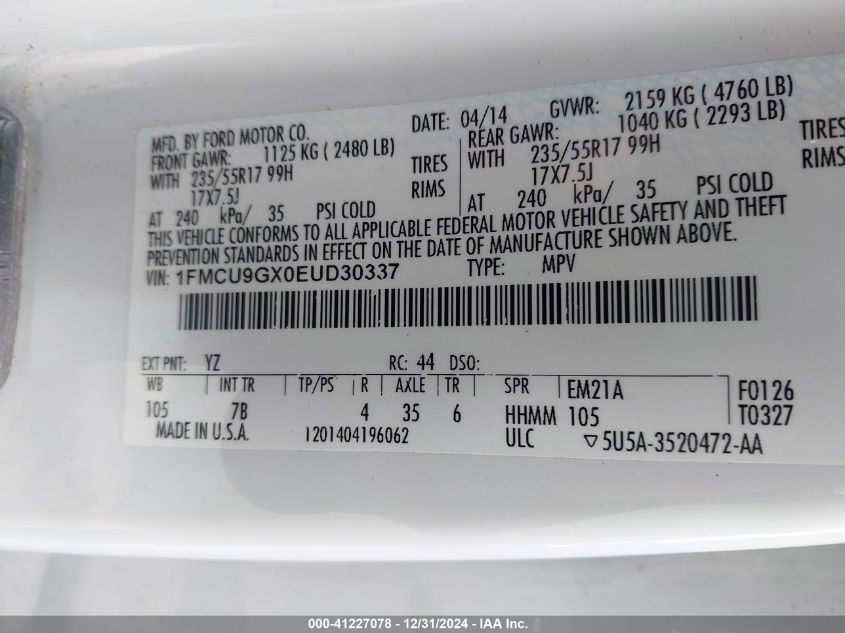 MFD. BY FORD MOTOR CO.
DATE: 04/14 GVWR: 2159 KG ( 4760 LB)
FRONT GAWR: 1125 KG ( 2480 LB)
REAR GAWR: 1040 KG ( 2293 LB)
WITH 235/55R17 99H TIRES
WITH 235/55R17 99H TIRES
17X7.5J RIMS
17X7.5J RIMS
AT 240 kPa/ 35 PSI COLD
AT 240 kPa/ 35 PSI COLD
THIS VEHICLE CONFORMS TO ALL APPLICABLE FEDERAL MOTOR VEHICLE SAFETY AND THEFT
PREVENTION STANDARDS IN EFFECT ON THE DATE OF MANUFACTURE SHOWN ABOVE.
VIN: 1FMCU9GX0EUD30337 TYPE: MPV
EXT PNT: YZ RC: 44 DSO:
WB INT TR TP/PS R AXLE TR SPR EM21A F0126
105 7B 4 35 6 HHMM 105 T0327
MADE IN U.S.A. 1201404196062 ULC ▽5U5A-3520472-AA
000-41227078 - 12/31/2024 - IAA Inc.